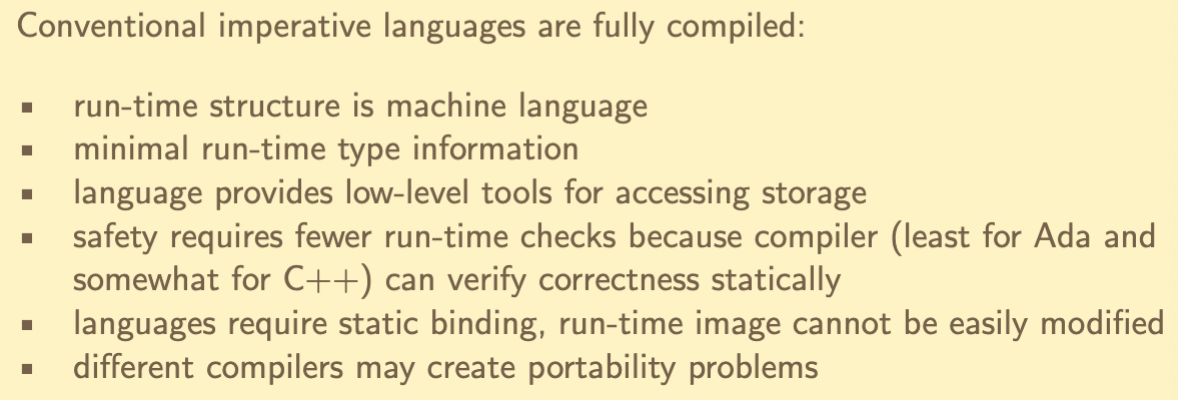 Conventional imperative languages are fully compiled:
▪ run-time structure is machine language
▪ minimal run-time type information
▪ language provides low-level tools for accessing storage
▪ safety requires fewer run-time checks because compiler (least for Ada and
somewhat for C++) can verify correctness statically
▪ languages require static binding, run-time image cannot be easily modified
▪ different compilers may create portability problems